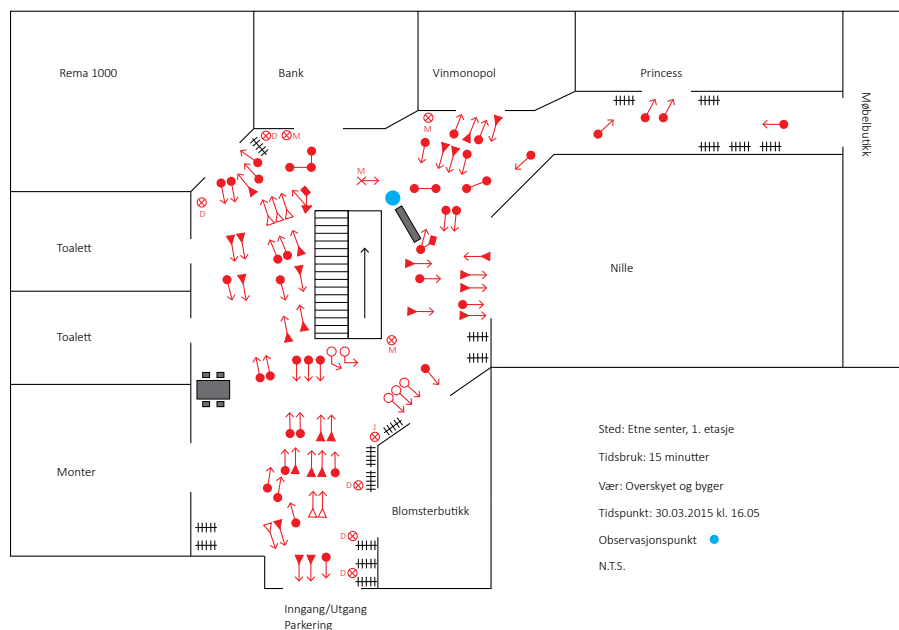 Rema 1000
Bank
Vinmonopol
Princess
Møbelbutikk
D
M
M
M
D
Toalett
Nille
Toalett
M
J
Monter
D
Blomsterbutikk
D
D
Inngang/Utgang
Parkering
Sted: Etne senter, 1. etasje
Tidsbruk: 15 minutter
Vær: Overskyet og byger
Tidspunkt: 30.03.2015 kl. 16.05
Observasjonspunkt
N.T.S.